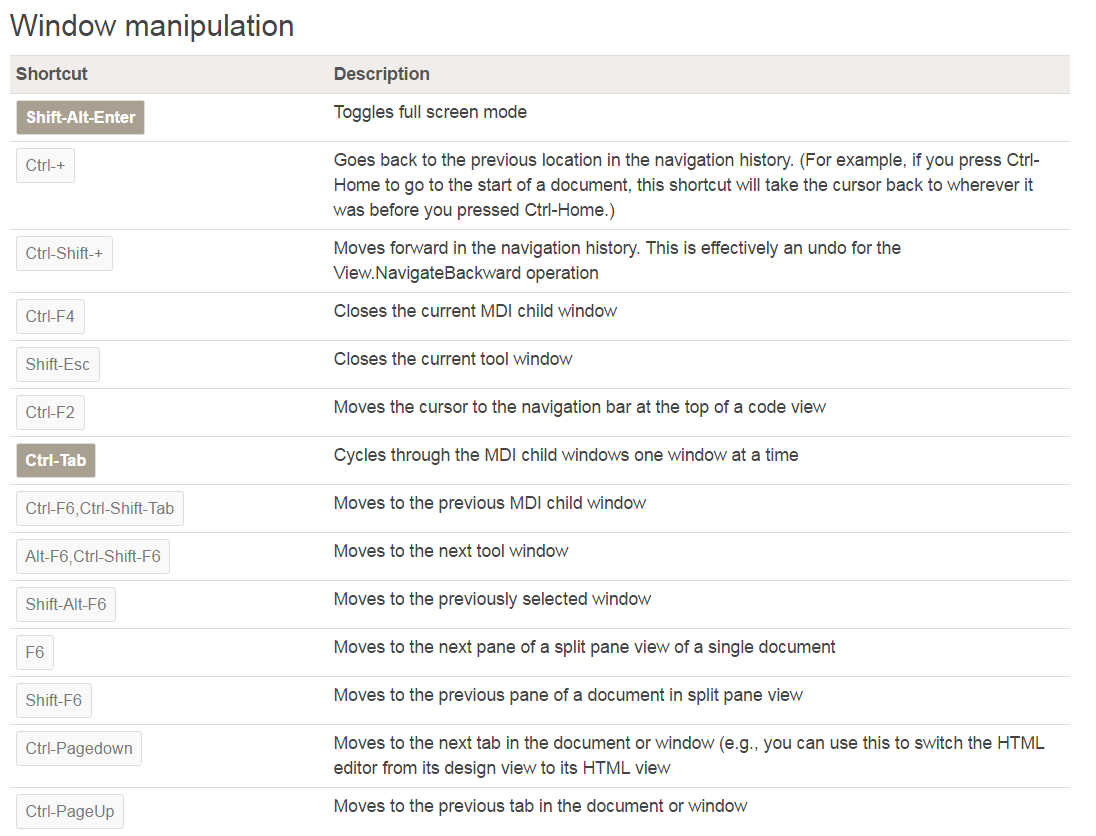 Window manipulation
Shortcut Description
Shift-Alt-Enter Toggles full screen mode
Ctrl-+ Goes back to the previous location in the navigation history. (For example, if you press Ctrl-
Home to go to the start of a document, this shortcut will take the cursor back to wherever it
was before you pressed Ctrl-Home.)
Ctrl-Shift-+ Moves forward in the navigation history. This is effectively an undo for the
View.NavigateBackward operation
Ctrl-F4 Closes the current MDI child window
Shift-Esc Closes the current tool window
Ctrl-F2 Moves the cursor to the navigation bar at the top of a code view
Ctrl-Tab Cycles through the MDI child windows one window at a time
Ctrl-F6,Ctrl-Shift-Tab Moves to the previous MDI child window
Alt-F6,Ctrl-Shift-F6 Moves to the next tool window
Shift-Alt-F6 Moves to the previously selected window
F6 Moves to the next pane of a split pane view of a single document
Shift-F6 Moves to the previous pane of a document in split pane view
Ctrl-Pagedown Moves to the next tab in the document or window (e.g., you can use this to switch the HTML
editor from its design view to its HTML view
Ctrl-PageUp Moves to the previous tab in the document or window